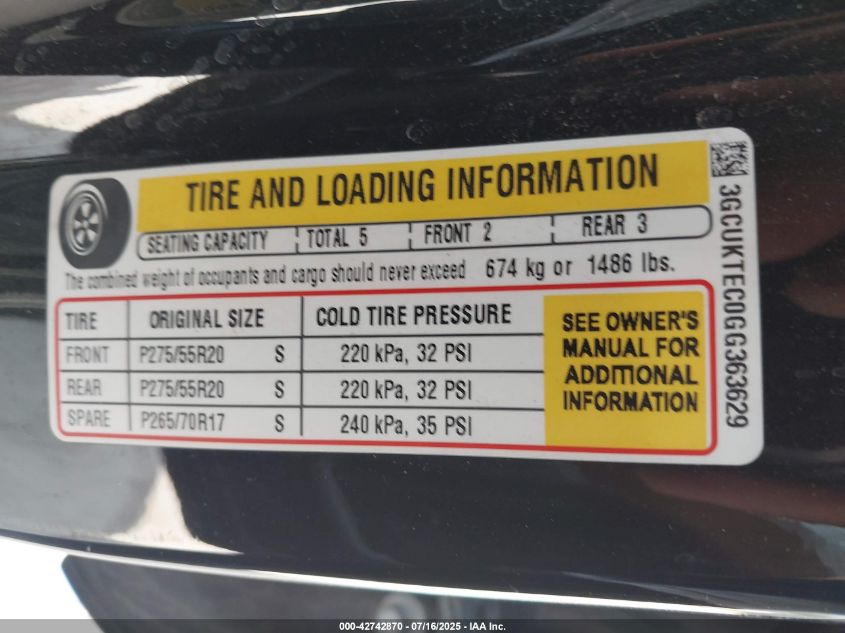 TIRE AND LOADING INFORMATION
SEATING CAPACITY TOTAL 5 FRONT 2 REAR 3
The combined weight of occupants and cargo should never exceed 674 kg or 1486 lbs.
TIRE ORIGINAL SIZE COLD TIRE PRESSURE
FRONT P275/55R20 S 220 kPa, 32 PSI
REAR P275/55R20 S 220 kPa, 32 PSI
SPARE P265/70R17 S 240 kPa, 35 PSI
SEE OWNER'S
MANUAL FOR
ADDITIONAL
INFORMATION
3GCUKTEC0GG363629
000-42742870 - 07/16/2025 - IAA Inc.